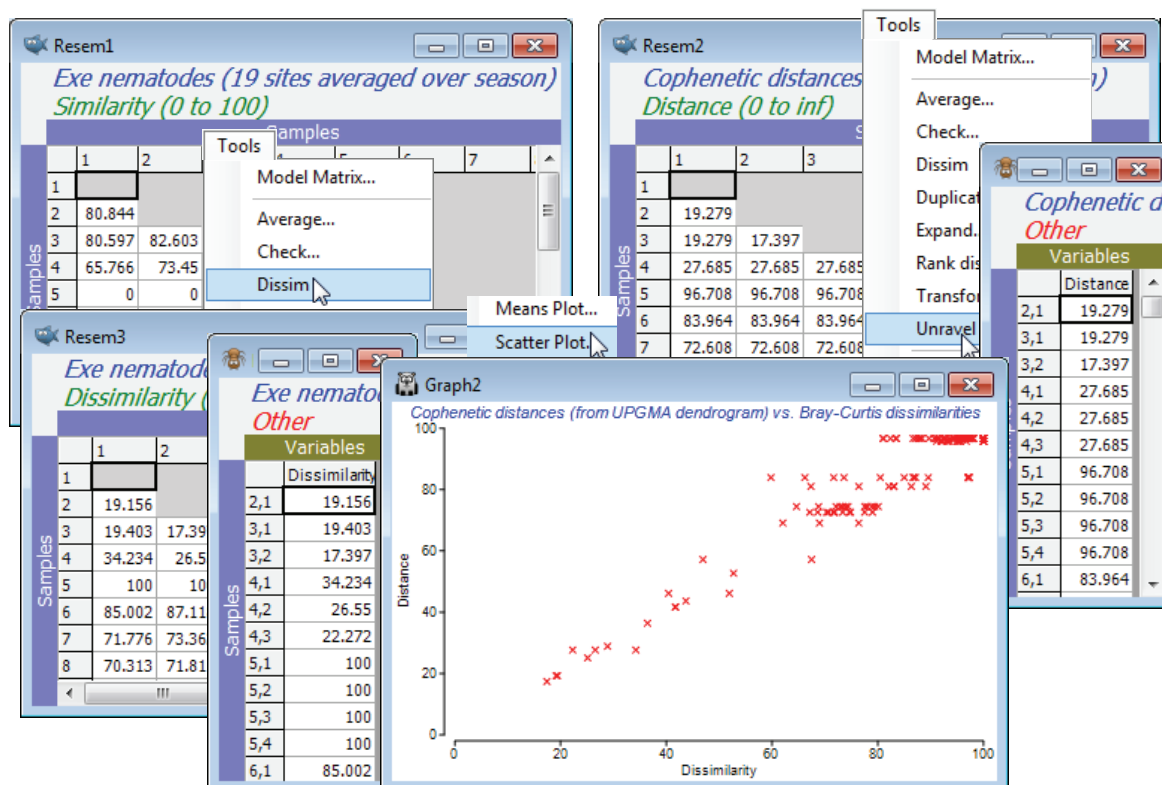 Resem1
Exe nematodes (19 sites averaged over season)
Similarity (0 to 100)
Samples
1 2 4 5 6 7
1
2 80.844
3 80.597 82.603
4 65.766 73.45
5 0 0
Samples
Tools
Model Matrix...
Average...
Check...
Dissim
Resem2
Cophenetic distances
Distance (0 to inf)
1 2 3
1
2 19.279
3 19.279 17.397
4 27.685 27.685 27.685
5 96.708 96.708 96.708
6 83.964 83.964 83.964
7 72.608 72.608 72.608
Samples
Tools
Model Matrix...
Average...
Check...
Dissim
Duplicat
Expand..
Rank dis
Transfor
Unravel
Cophenetic d
Other
Variables
Distance
2,1 19.279
3,1 19.279
3,2 17.397
4,1 27.685
4,2 27.685
4,3 27.685
5,1 96.708
5,2 96.708
5,3 96.708
5,4 96.708
6,1 83.964
Samples
Means Plot...
Scatter Plot..
Resem3
Exe nematod
Dissimilarity (
1 2
1
2 19.156
3 19.403 17.39
4 34.234 26.5
5 100 10
6 85.002 87.11
7 71.776 73.36
8 70.313 71.81
Samples
Exe nemato
Other
Variables
Dissimilarity
2,1 19.156
3,1 19.403
3,2 17.397
4,1 34.234
4,2 26.55
4,3 22.272
5,1 100
5,2 100
5,3 100
5,4 100
6,1 85.002
Samples
Graph2
Cophenetic distances (from UPGMA dendrogram) vs. Bray-Curtis dissimilarities
100
80
60
40
20
0
Distance
0 20 40 60 80 100
Dissimilarity